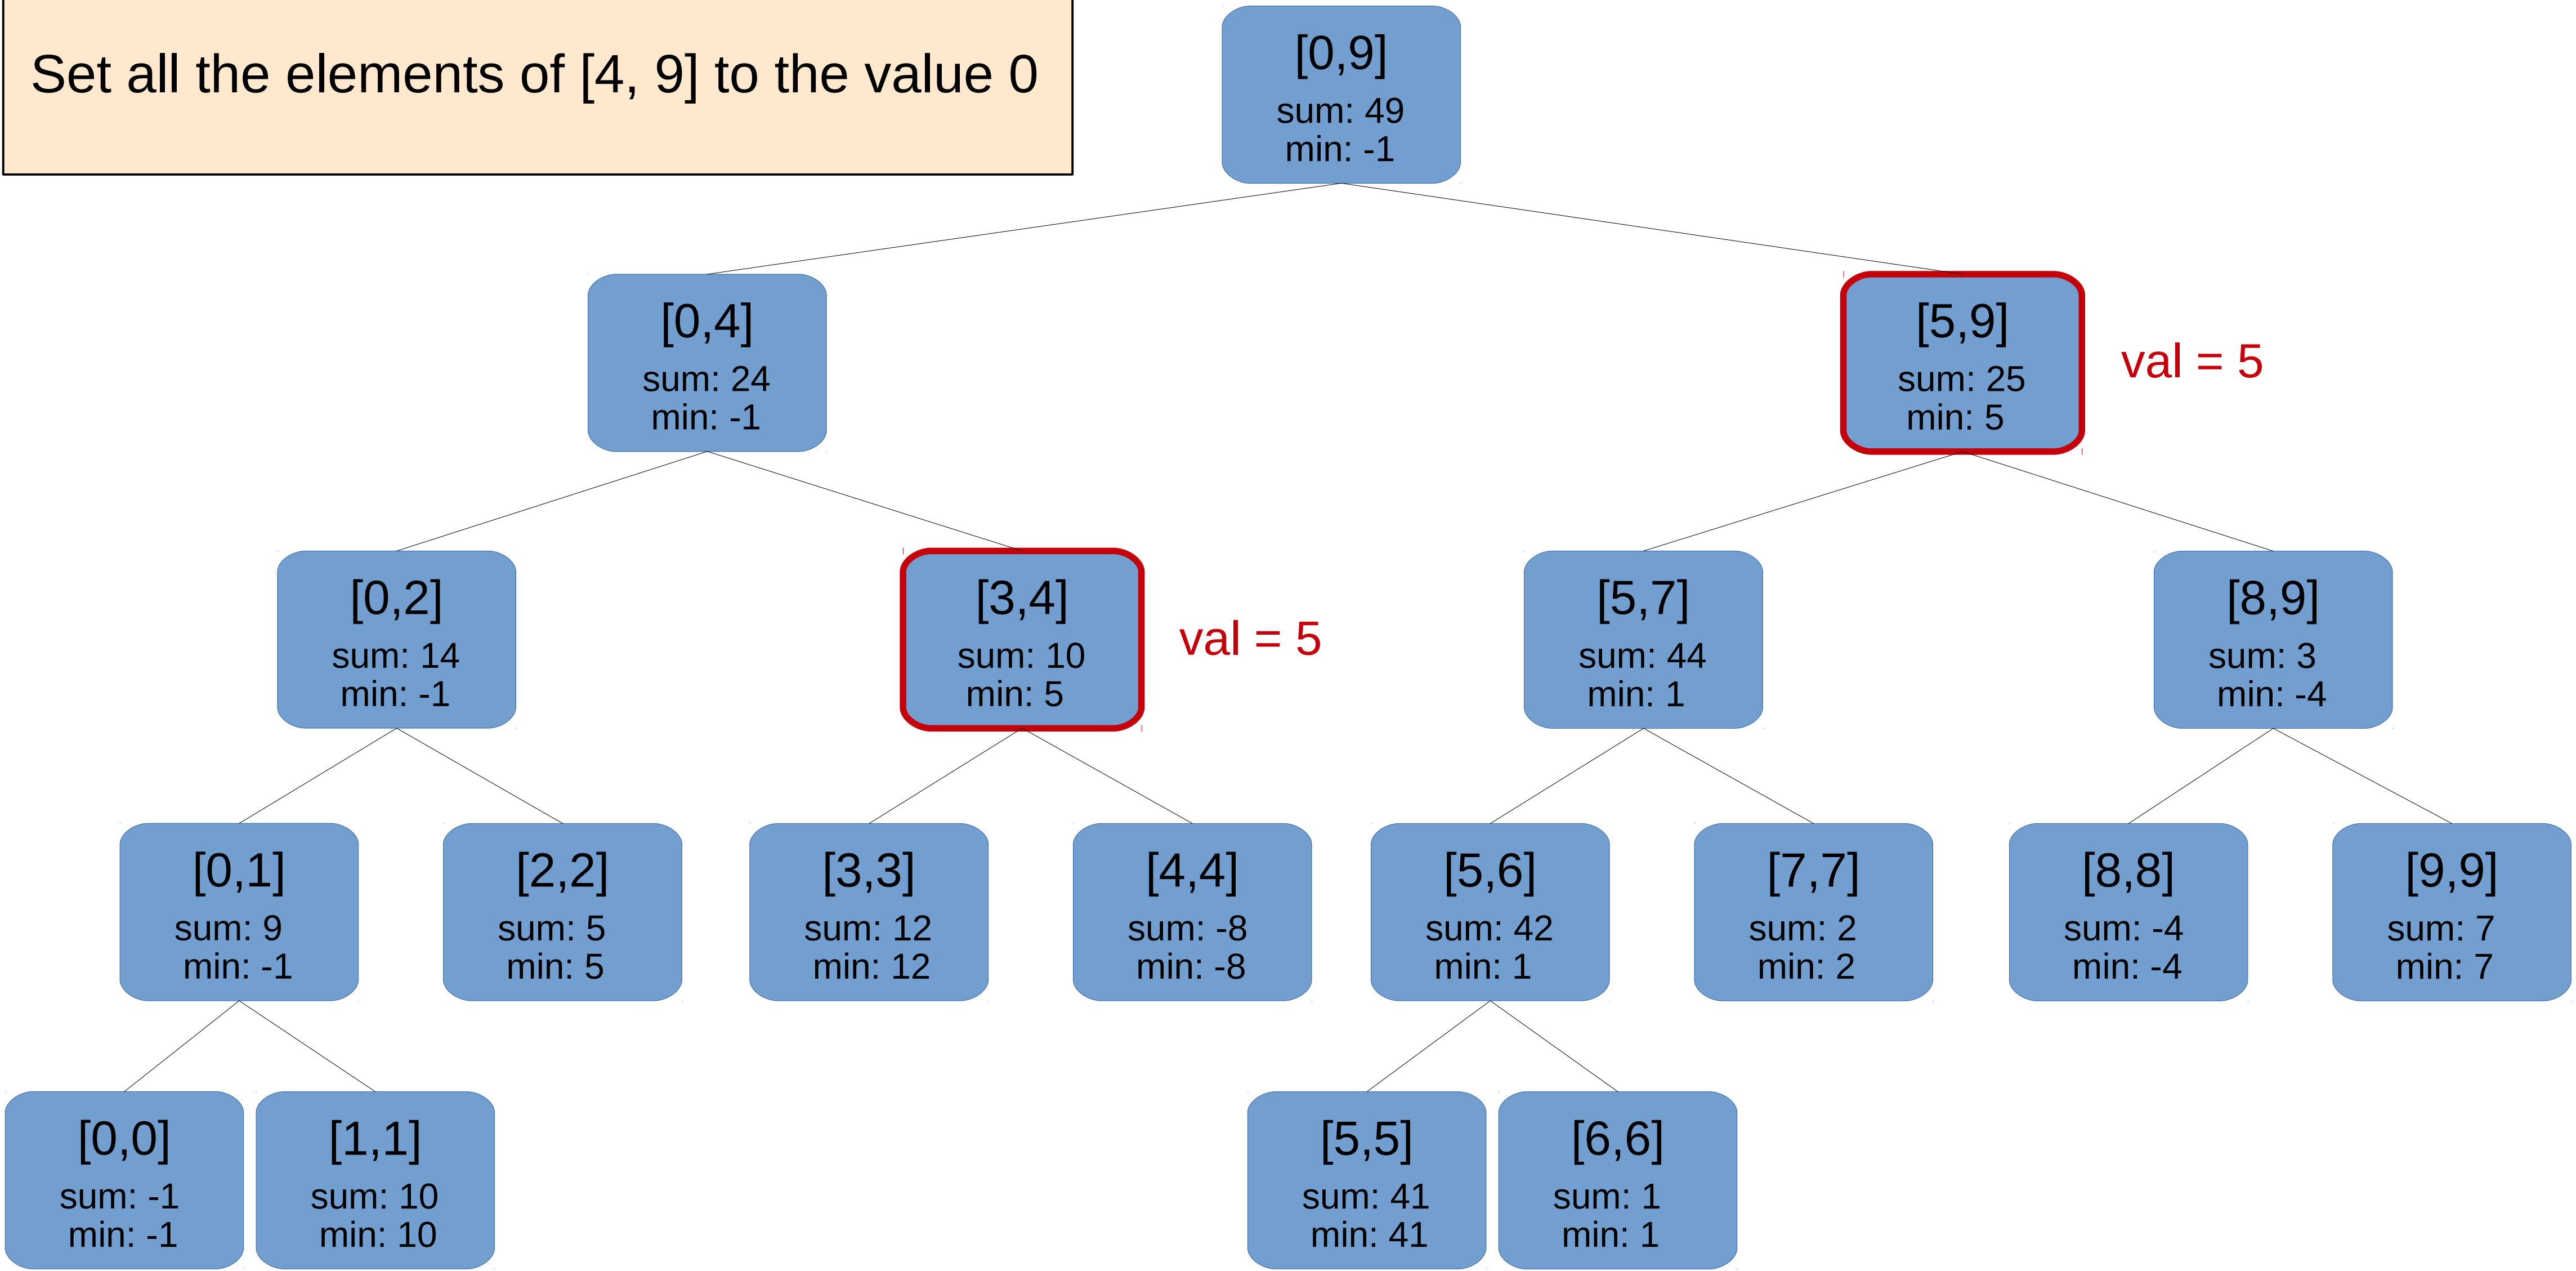 Set all the elements of [4, 9] to the value 0
[0,9]
sum: 49
min: -1
[0,4]
sum: 24
min: -1
[5,9]
sum: 25
min: 5
val = 5
[0,2]
sum: 14
min: -1
[3,4]
sum: 10
min: 5
val = 5
[5,7]
sum: 44
min: 1
[8,9]
sum: 3
min: -4
[0,1]
sum: 9
min: -1
[2,2]
sum: 5
min: 5
[3,3]
sum: 12
min: 12
[4,4]
sum: -8
min: -8
[5,6]
sum: 42
min: 1
[7,7]
sum: 2
min: 2
[8,8]
sum: -4
min: -4
[9,9]
sum: 7
min: 7
[0,0]
sum: -1
min: -1
[1,1]
sum: 10
min: 10
[5,5]
sum: 41
min: 41
[6,6]
sum: 1
min: 1